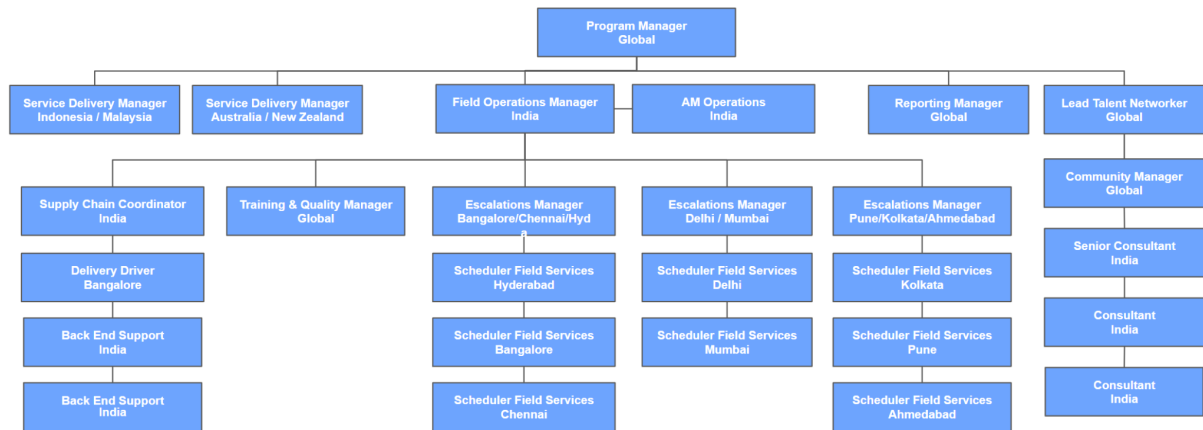 Program Manager
Global
Service Delivery Manager
Indonesia / Malaysia
Service Delivery Manager
Australia / New Zealand
Field Operations Manager
India
AM Operations
India
Reporting Manager
Global
Lead Talent Networker
Global
Supply Chain Coordinator
India
Training & Quality Manager
Global
Escalations Manager
Bangalore/Chennai/Hyd
a
Escalations Manager
Delhi / Mumbai
Escalations Manager
Pune/Kolkata/Ahmedabad
Community Manager
Global
Delivery Driver
Bangalore
Scheduler Field Services
Hyderabad
Scheduler Field Services
Delhi
Scheduler Field Services
Kolkata
Senior Consultant
India
Back End Support
India
Scheduler Field Services
Bangalore
Scheduler Field Services
Mumbai
Scheduler Field Services
Pune
Consultant
India
Back End Support
India
Scheduler Field Services
Chennai
Scheduler Field Services
Ahmedabad
Consultant
India